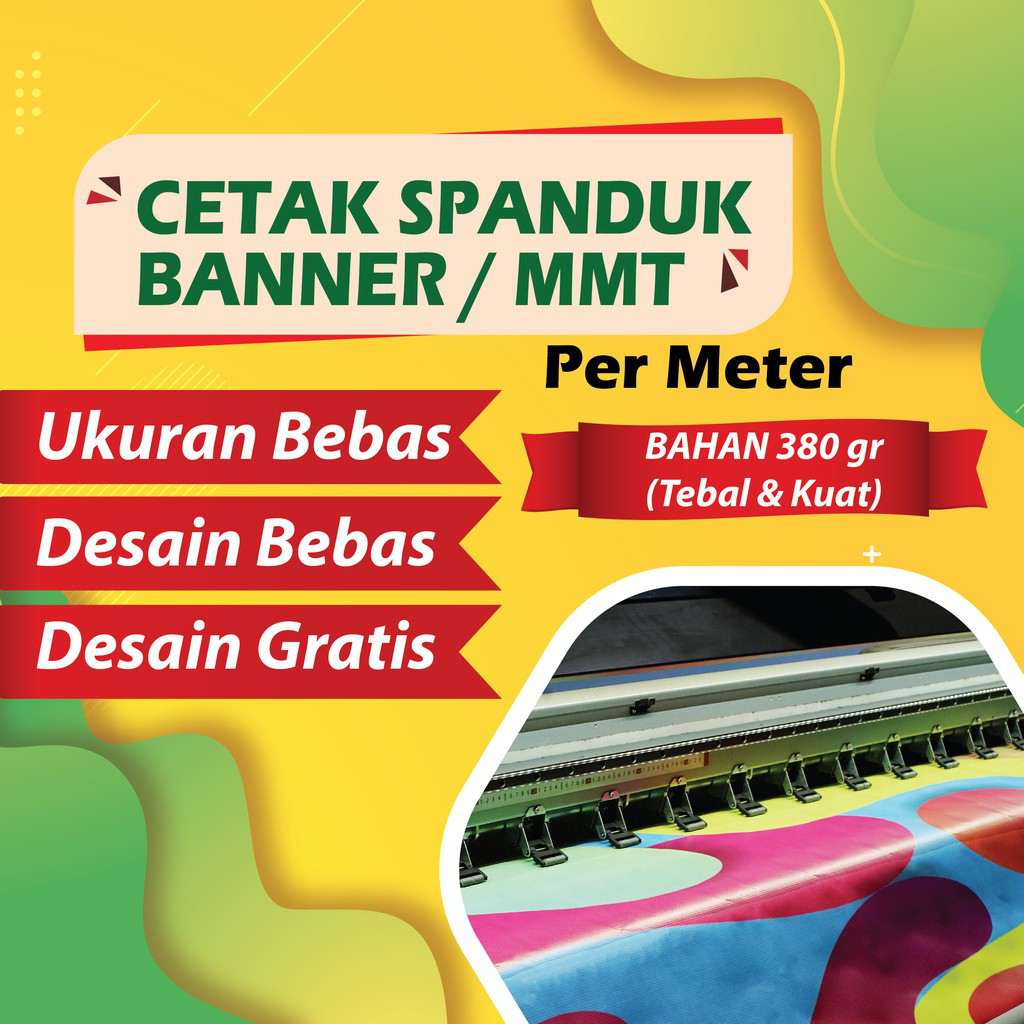 CETAK SPANDUK
BANNER / MMT
Per Meter
Ukuran Bebas
Desain Bebas
Desain Gratis
BAHAN 380 gr
(Tebal & Kuat)